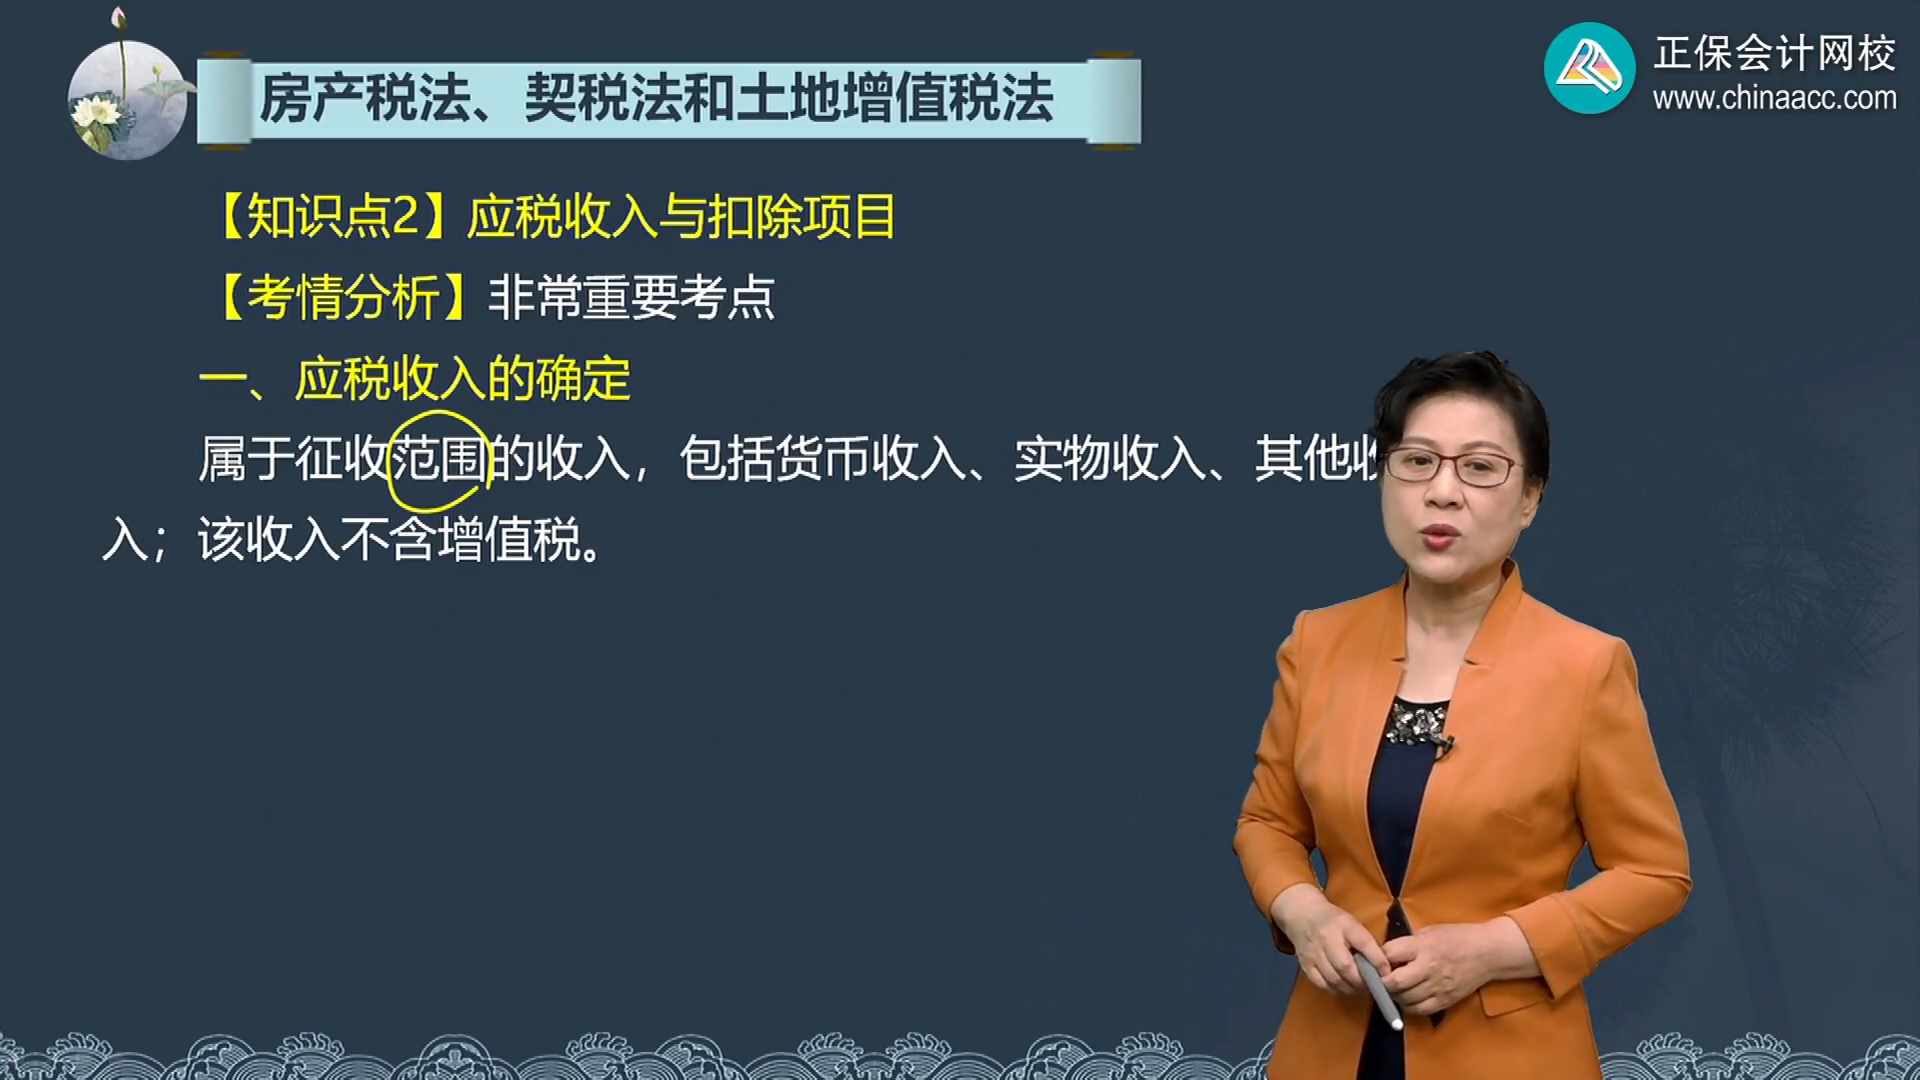 正保会计网校
www.chinaacc.com
房产税法、契税法和土地增值税法
【知识点2】应税收入与扣除项目
【考情分析】非常重要考点
一、应税收入的确定
属于征收范围的收入，包括货币收入、实物收入、其他收
入；该收入不含增值税。